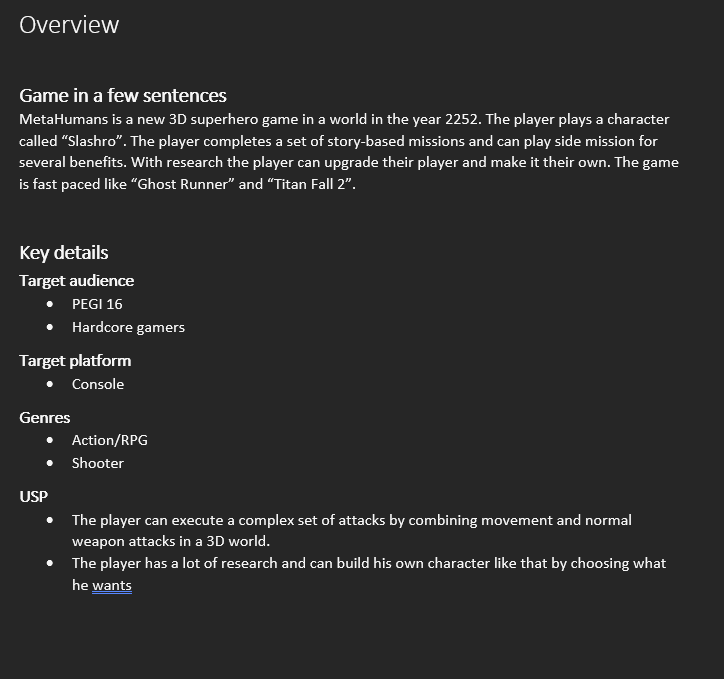 Overview
Game in a few sentences
MetaHumans is a new 3D superhero game in a world in the year 2252. The player plays a character
called “Slashro”. The player completes a set of story-based missions and can play side mission for
several benefits. With research the player can upgrade their player and make it their own. The game
is fast paced like “Ghost Runner” and “Titan Fall 2”.
Key details
Target audience
• PEGI 16
• Hardcore gamers
Target platform
• Console
Genres
• Action/RPG
• Shooter
USP
• The player can execute a complex set of attacks by combining movement and normal
weapon attacks in a 3D world.
• The player has a lot of research and can build his own character like that by choosing what
he wants